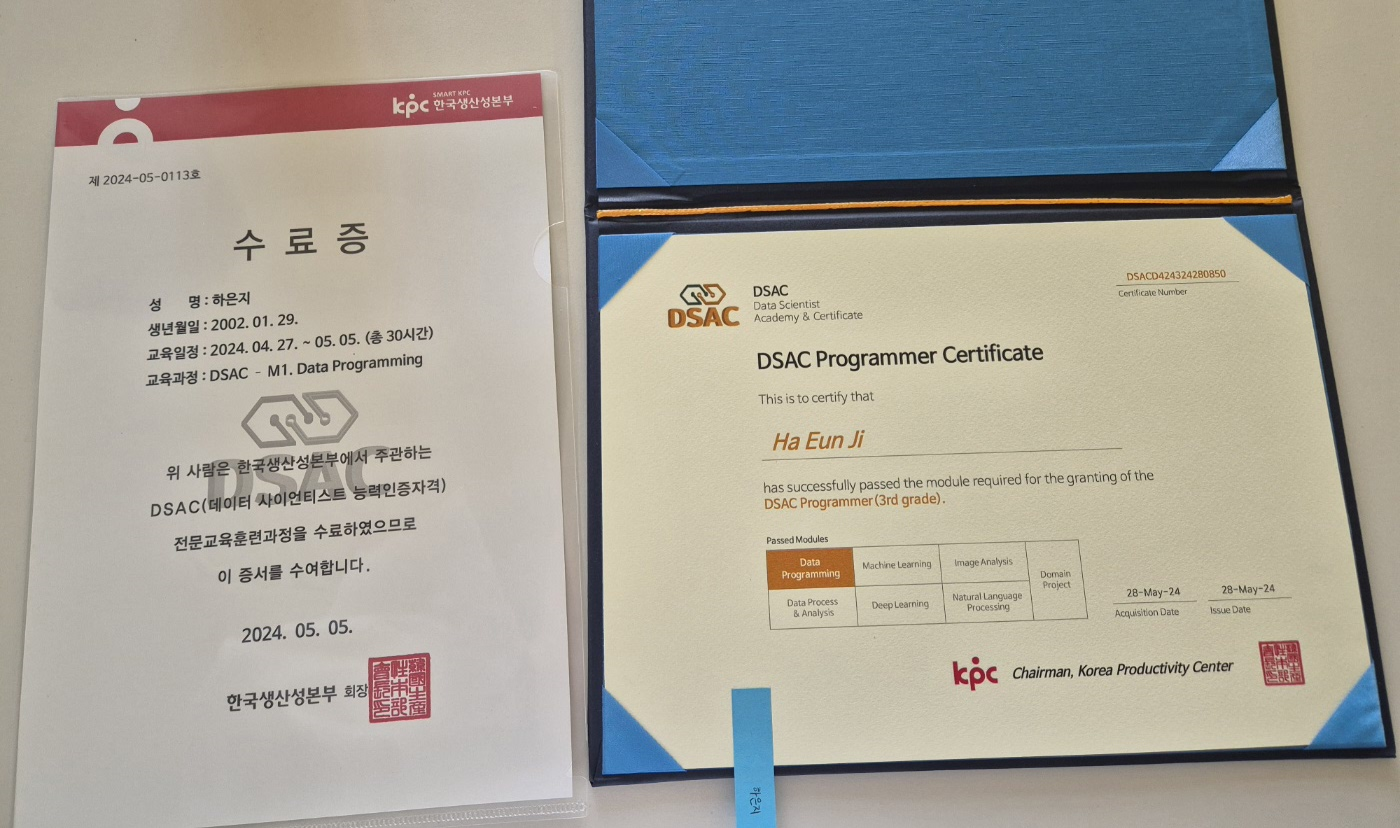 SMART KPC
kpc 한국생산성본부
제 2024-05-0113호
수 료 증
성 명 : 하은지
생년월일 : 2002. 01. 29.
교육일정 : 2024. 04. 27. ~ 05. 05. (총 30시간)
교육과정 : DSAC - M1. Data Programming
DSAC
위 사람은 한국생산성본부에서 주관하는
DSAC(데이터 사이언티스트 능력인증자격)
전문교육훈련과정을 수료하였으므로
이 증서를 수여합니다.
2024. 05. 05.
한국생산성본부 회장
DSACD424324280850
Certificate Number
DSAC
DSAC
Data Scientist
Academy & Certificate
DSAC Programmer Certificate
This is to certify that
Ha Eun Ji
has successfully passed the module required for the granting of the
DSAC Programmer(3rd grade).
Passed Modules
Data
Programming
Machine Learning
Image Analysis
Domain
Project
Data Process
& Analysis
Deep Learning
Natural Language
Processing
28-May-24
Acquisition Date
28-May-24
Issue Date
kpc Chairman, Korea Productivity Center
하은지